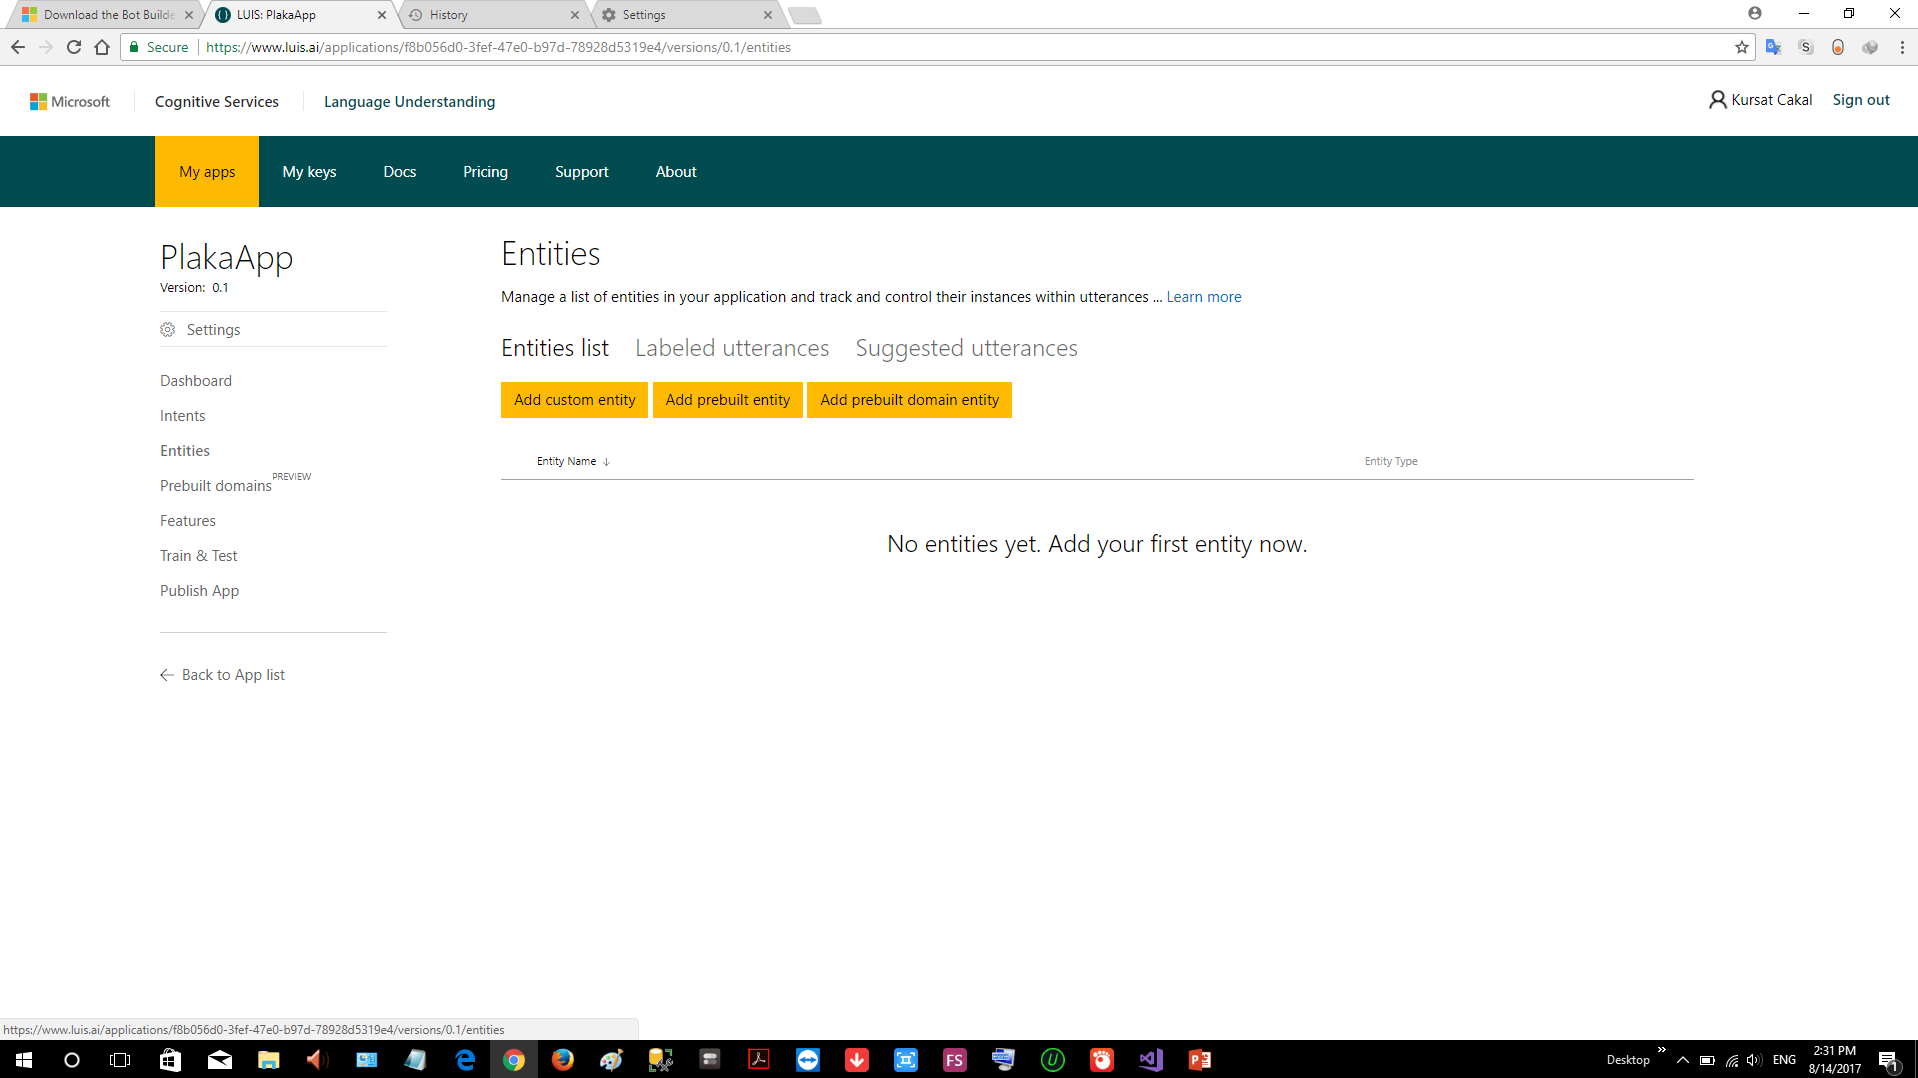 Download the Bot Builde
LUIS: PlakaApp
History
Settings
Secure
https://www.luis.ai/applications/f8b056d0-3fef-47e0-b97d-78928d5319e4/versions/0.1/entities
Microsoft
Cognitive Services
Language Understanding
Kursat Cakal
Sign out
My apps
My keys
Docs
Pricing
Support
About
PlakaApp
Version: 0.1
Settings
Dashboard
Intents
Entities
Prebuilt domains PREVIEW
Features
Train & Test
Publish App
Back to App list
Entities
Manage a list of entities in your application and track and control their instances within utterances ... Learn more
Entities list
Labeled utterances
Suggested utterances
Add custom entity
Add prebuilt entity
Add prebuilt domain entity
Entity Name
Entity Type
No entities yet. Add your first entity now.
https://www.luis.ai/applications/f8b056d0-3fef-47e0-b97d-78928d5319e4/versions/0.1/entities
FS
U
Desktop
ENG
2:31 PM
8/14/2017
1